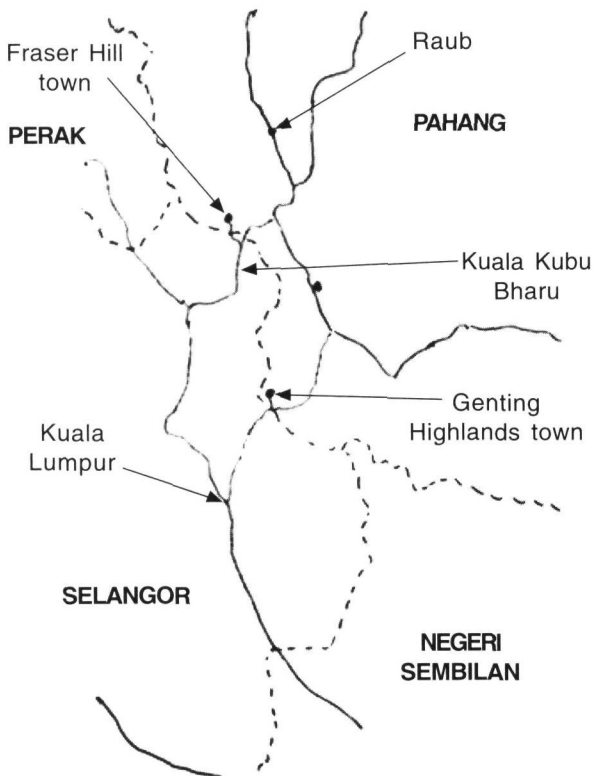 Fraser Hill
town
Raub
PERAK
PAHANG
Kuala Kubu
Bharu
Genting
Highlands town
Kuala
Lumpur
SELANGOR
NEGERI
SEMBILAN